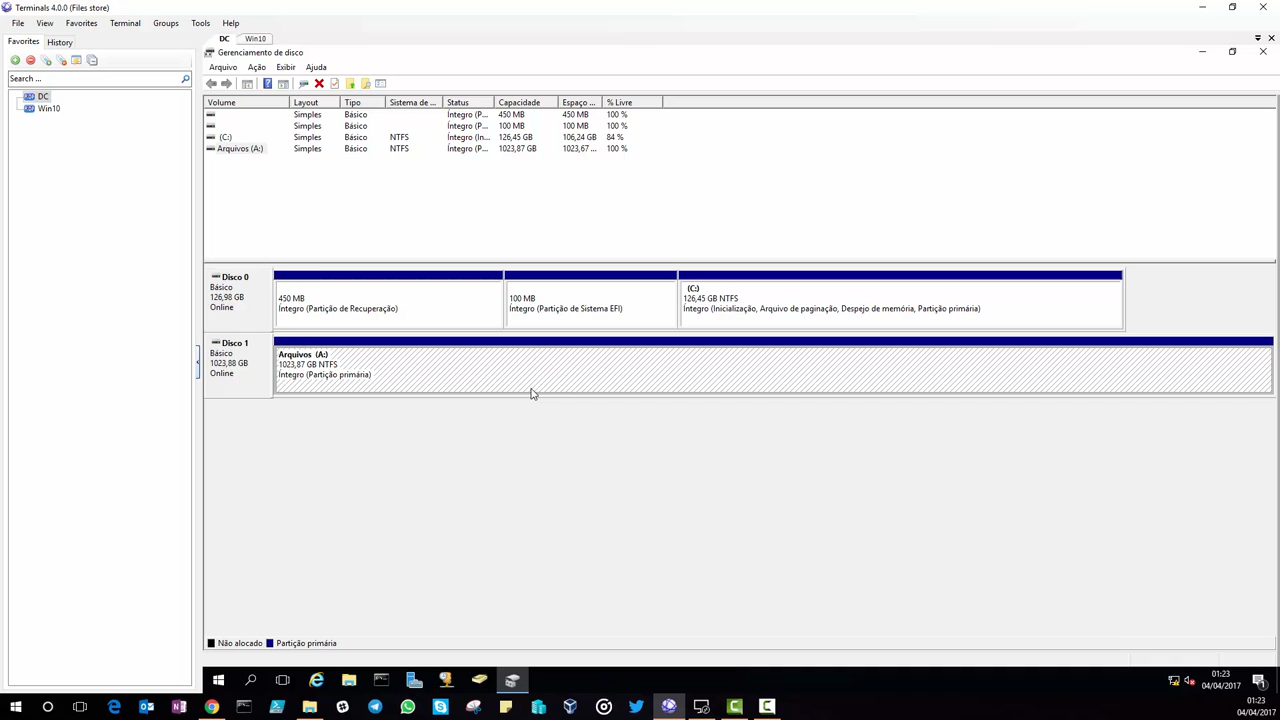 Terminals 4.0.0 (Files store)
File View Favorites Terminal Groups Tools Help
Favorites History
DC Win10
Search ...
DC
Win10
Gerenciamento de disco
Arquivo Ação Exibir Ajuda
Volume Layout Tipo Sistema de ... Status Capacidade Espaço ... % Livre
Simples Básico Íntegro (P... 450 MB 450 MB 100 %
Simples Básico Íntegro (P... 100 MB 100 MB 100 %
(C:) Simples Básico NTFS Íntegro (In... 126,45 GB 106,24 GB 84 %
Arquivos (A:) Simples Básico NTFS Íntegro (P... 1023,87 GB 1023,67 ... 100 %
Disco 0
Básico
126,98 GB
Online
450 MB
Íntegro (Partição de Recuperação)
100 MB
Íntegro (Partição de Sistema EFI)
(C:)
126,45 GB NTFS
Íntegro (Inicialização, Arquivo de paginação, Despejo de memória, Partição primária)
Disco 1
Básico
1023,88 GB
Online
Arquivos (A:)
1023,87 GB NTFS
Íntegro (Partição primária)
Não alocado Partição primária
01:23
04/04/2017
01:23
04/04/2017